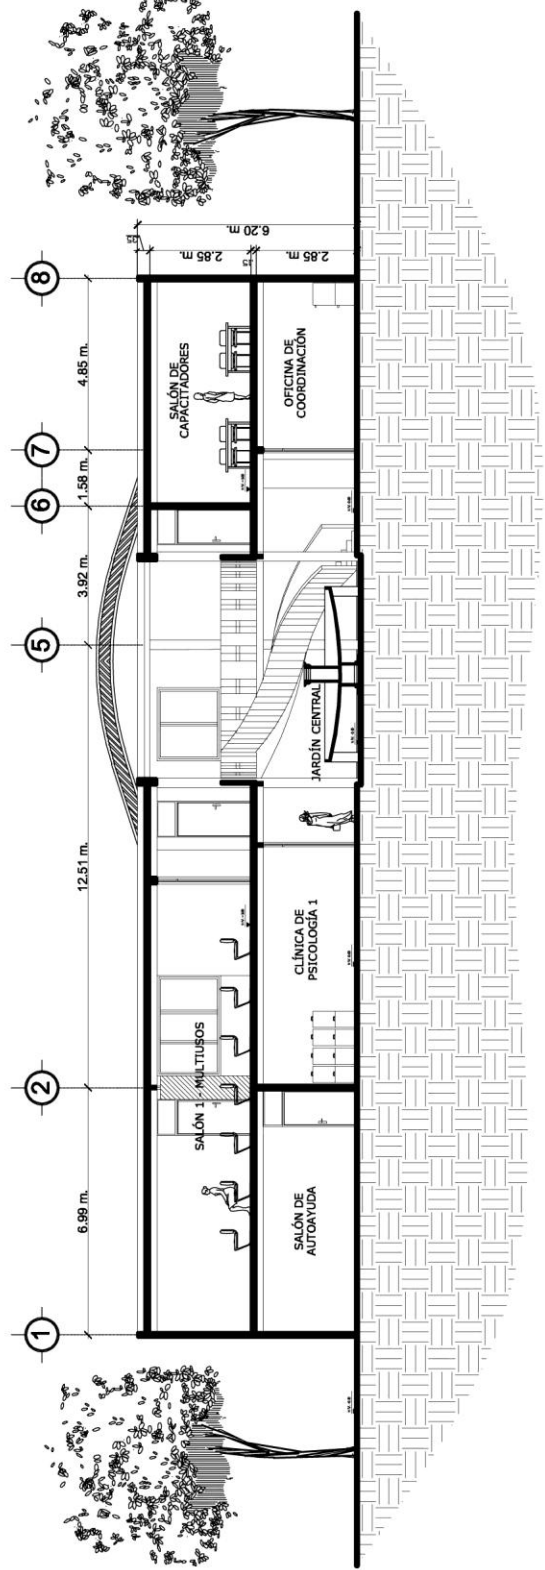 1
2
5
6
7
8
6.99 m.
12.51 m.
3.92 m.
1.58 m.
4.85 m.
SALÓN 1 - MULTIUSOS
SALÓN DE
CAPACITADORES
2.85 m.
6.20 m.
SALÓN DE
AUTOAYUDA
CLÍNICA DE
PSICOLOGÍA 1
JARDÍN CENTRAL
OFICINA DE
COORDINACIÓN
2.85 m.